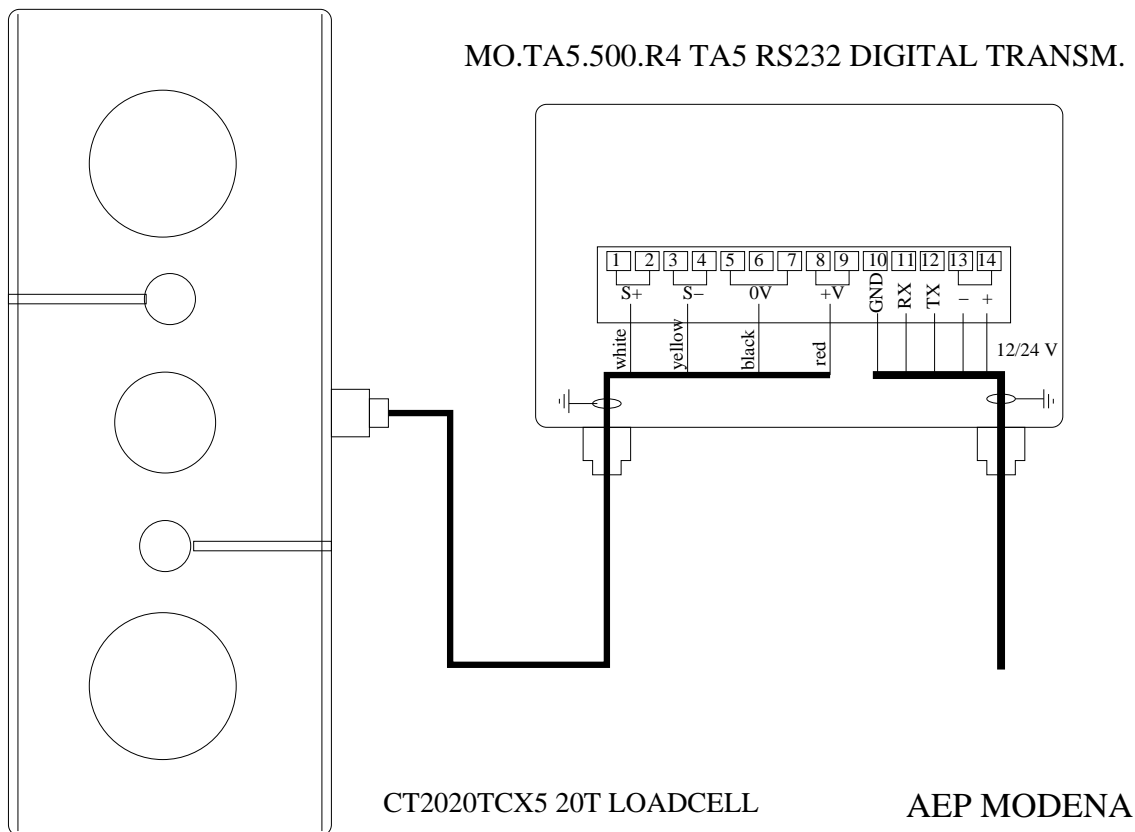 MO.TA5.500.R4 TA5 RS232 DIGITAL TRANSM.
1 2 3 4 5 6 7 8 9 10 11 12 13 14
S+ S− 0V +V GND RX TX − +
white yellow black red 12/24 V
CT2020TCX5 20T LOADCELL
AEP MODENA